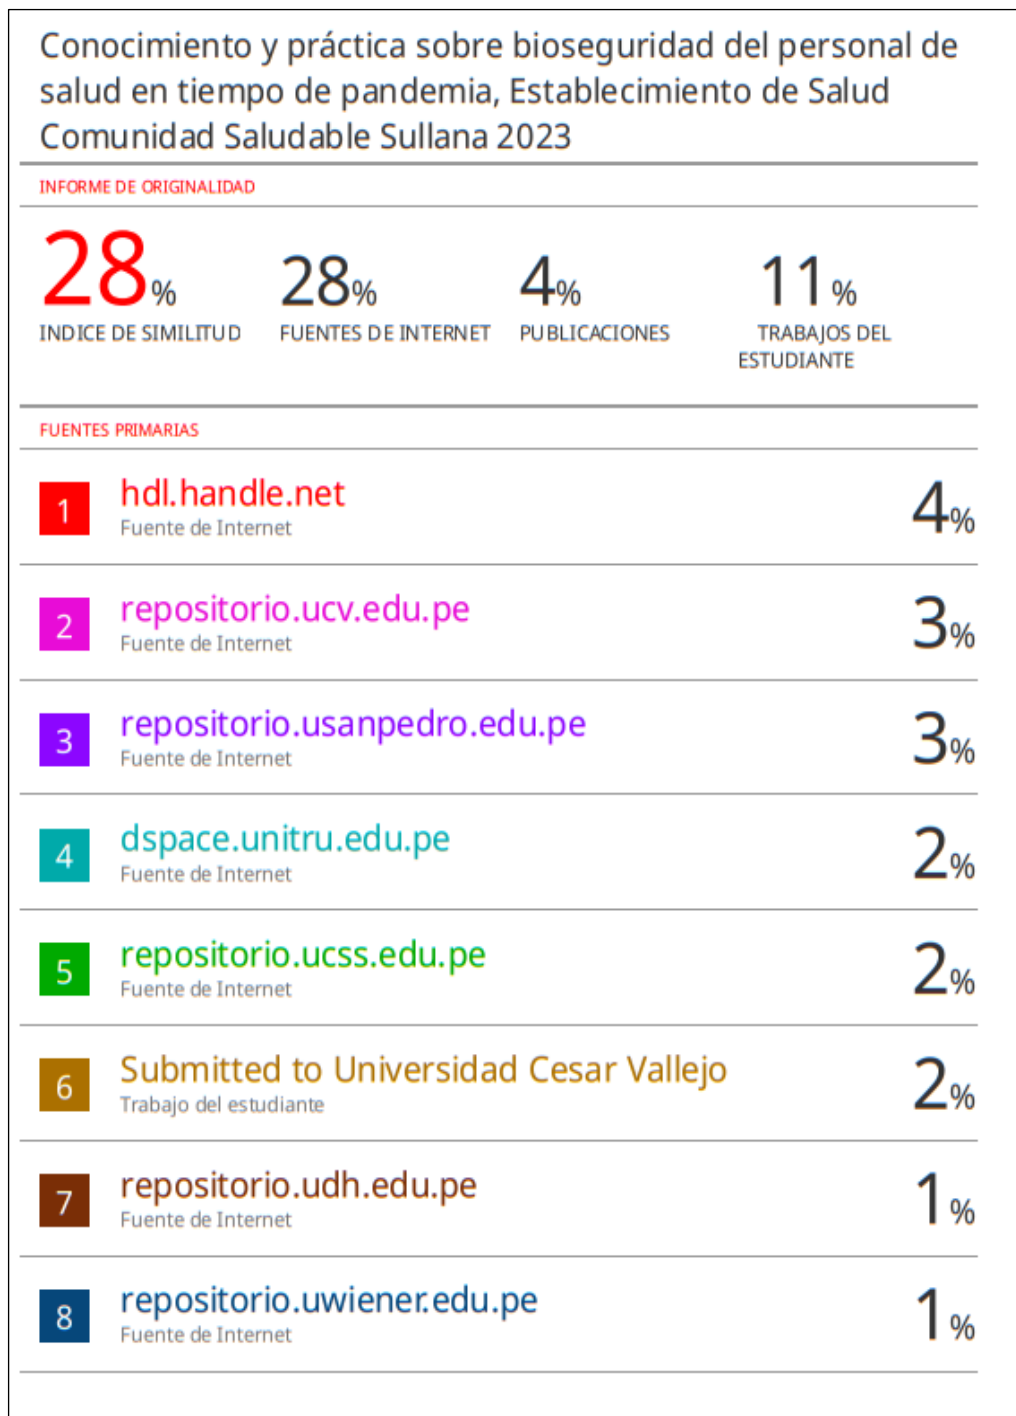 Conocimiento y práctica sobre bioseguridad del personal de
salud en tiempo de pandemia, Establecimiento de Salud
Comunidad Saludable Sullana 2023
INFORME DE ORIGINALIDAD
28% 28% 4% 11%
INDICE DE SIMILITUD FUENTES DE INTERNET PUBLICACIONES TRABAJOS DEL
ESTUDIANTE
FUENTES PRIMARIAS
1 hdl.handle.net 4%
Fuente de Internet
2 repositorio.ucv.edu.pe 3%
Fuente de Internet
3 repositorio.usanpedro.edu.pe 3%
Fuente de Internet
4 dspace.unitru.edu.pe 2%
Fuente de Internet
5 repositorio.ucss.edu.pe 2%
Fuente de Internet
6 Submitted to Universidad Cesar Vallejo 2%
Trabajo del estudiante
7 repositorio.udh.edu.pe 1%
Fuente de Internet
8 repositorio.uwiener.edu.pe 1%
Fuente de Internet